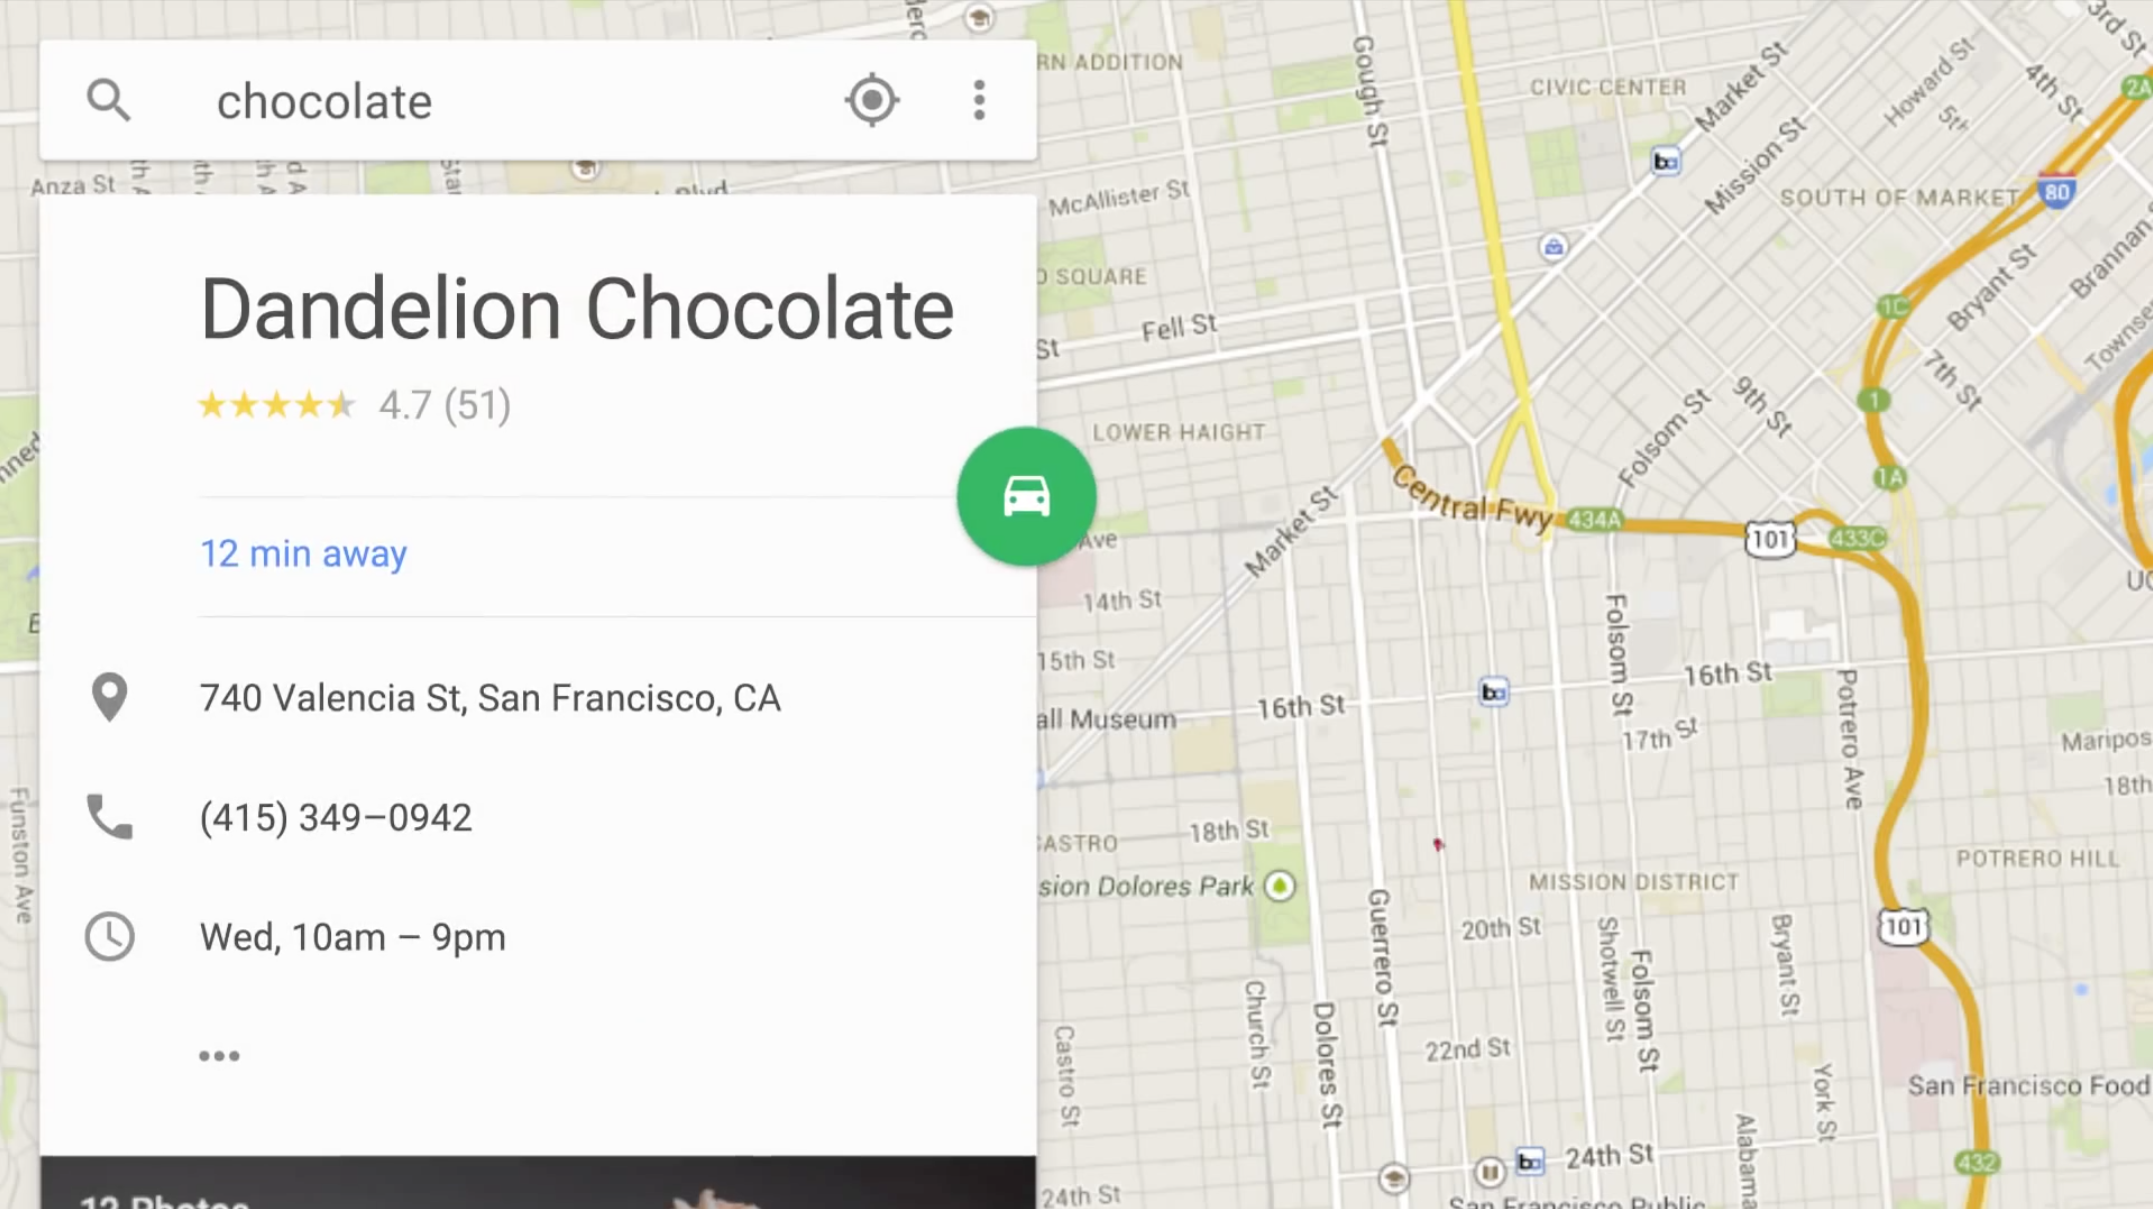 chocolate
Anza St
Dandelion Chocolate
4.7 (51)
12 min away
740 Valencia St, San Francisco, CA
(415) 349–0942
Wed, 10am – 9pm
12 Photos
Funston Ave
RN ADDITION
Gough St
CIVIC CENTER
Market St
Howard St
5th
4th St
3rd St
2A
McAllister St
Mission St
SOUTH OF MARKET
80
O SQUARE
Fell St
St
1C
Bryant St
Brannan
Townse
LOWER HAIGHT
Folsom St
9th St
7th St
1
1A
Central Fwy
434A
101
433C
Market St
Ave
14th St
15th St
Folsom St
16th St
16th St
all Museum
17th St
Potrero Ave
Maripos
18th
CASTRO
18th St
sion Dolores Park
MISSION DISTRICT
POTRERO HILL
Guerrero St
20th St
Shotwell St
Folsom St
Bryant St
101
Church St
Dolores St
Castro St
22nd St
York St
San Francisco Food
Alabama
24th St
432
24th St
San Francisco Public